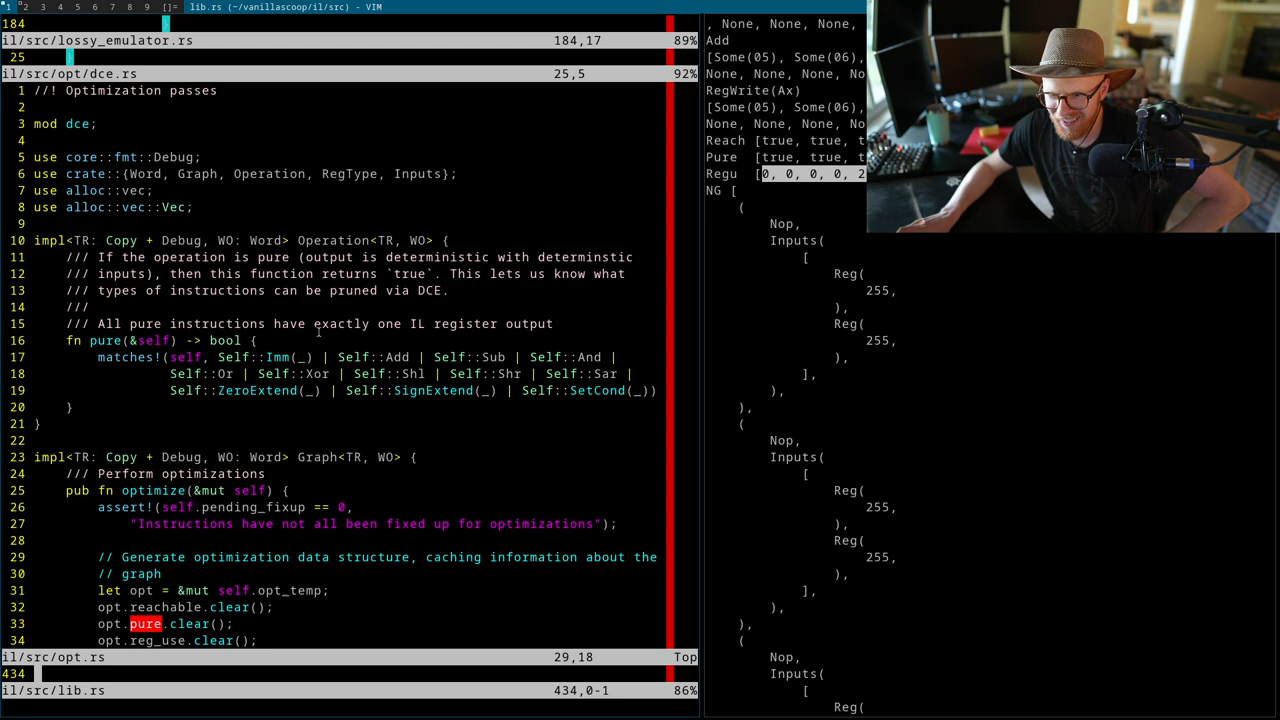 1 2 3 4 5 6 7 8 9 []= lib.rs (~/vanillascoop/il/src) - VIM
184 }
il/src/lossy_emulator.rs 184,17 89%
25 }
il/src/opt/dce.rs 25,5 92%
1 //! Optimization passes
2
3 mod dce;
4
5 use core::fmt::Debug;
6 use crate::{Word, Graph, Operation, RegType, Inputs};
7 use alloc::vec;
8 use alloc::vec::Vec;
9
10 impl<TR: Copy + Debug, WO: Word> Operation<TR, WO> {
11 /// If the operation is pure (output is deterministic with determinstic
12 /// inputs), then this function returns `true`. This lets us know what
13 /// types of instructions can be pruned via DCE.
14 ///
15 /// All pure instructions have exactly one IL register output
16 fn pure(&self) -> bool {
17 matches!(self, Self::Imm(_) | Self::Add | Self::Sub | Self::And |
18 Self::Or | Self::Xor | Self::Shl | Self::Shr | Self::Sar |
19 Self::ZeroExtend(_) | Self::SignExtend(_) | Self::SetCond(_))
20 }
21 }
22
23 impl<TR: Copy + Debug, WO: Word> Graph<TR, WO> {
24 /// Perform optimizations
25 pub fn optimize(&mut self) {
26 assert!(self.pending_fixup == 0,
27 "Instructions have not all been fixed up for optimizations");
28
29 // Generate optimization data structure, caching information about the
30 // graph
31 let opt = &mut self.opt_temp;
32 opt.reachable.clear();
33 opt.pure.clear();
34 opt.reg_use.clear();
il/src/opt.rs 29,18 Top
434
il/src/lib.rs 434,0-1 86%
, None, None, None,
Add
[Some(05), Some(06),
None, None, None, No
RegWrite(Ax)
[Some(05), Some(06),
None, None, None, No
Reach [true, true, t
Pure [true, true, t
Regu [0, 0, 0, 0, 2
NG [
(
Nop,
Inputs(
[
Reg(
255,
),
Reg(
255,
),
],
),
),
(
Nop,
Inputs(
[
Reg(
255,
),
Reg(
255,
),
],
),
),
(
Nop,
Inputs(
[
Reg(